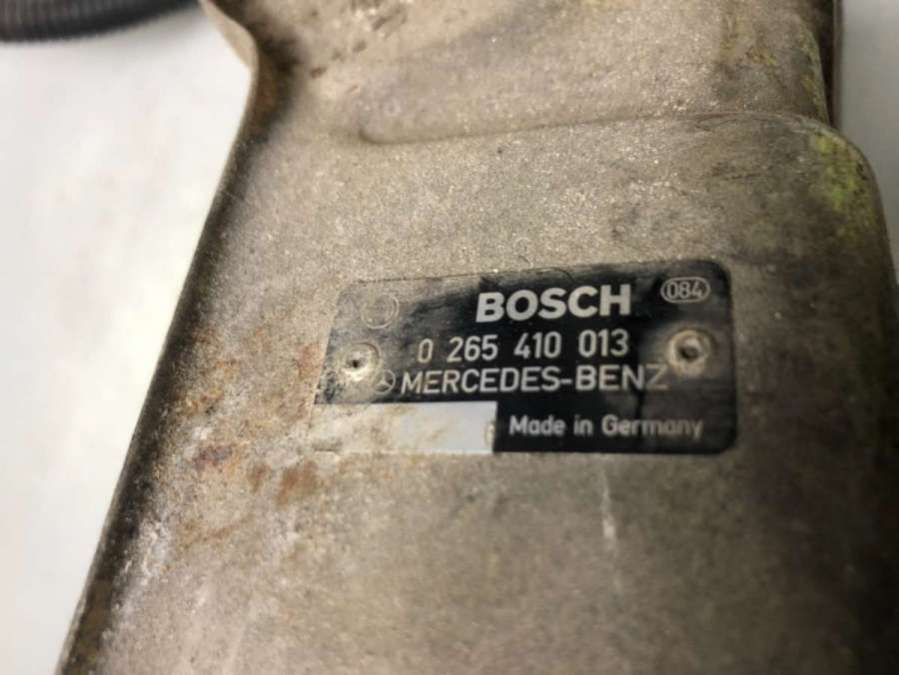 BOSCH 084
0 265 410 013
MERCEDES-BENZ
Made in Germany